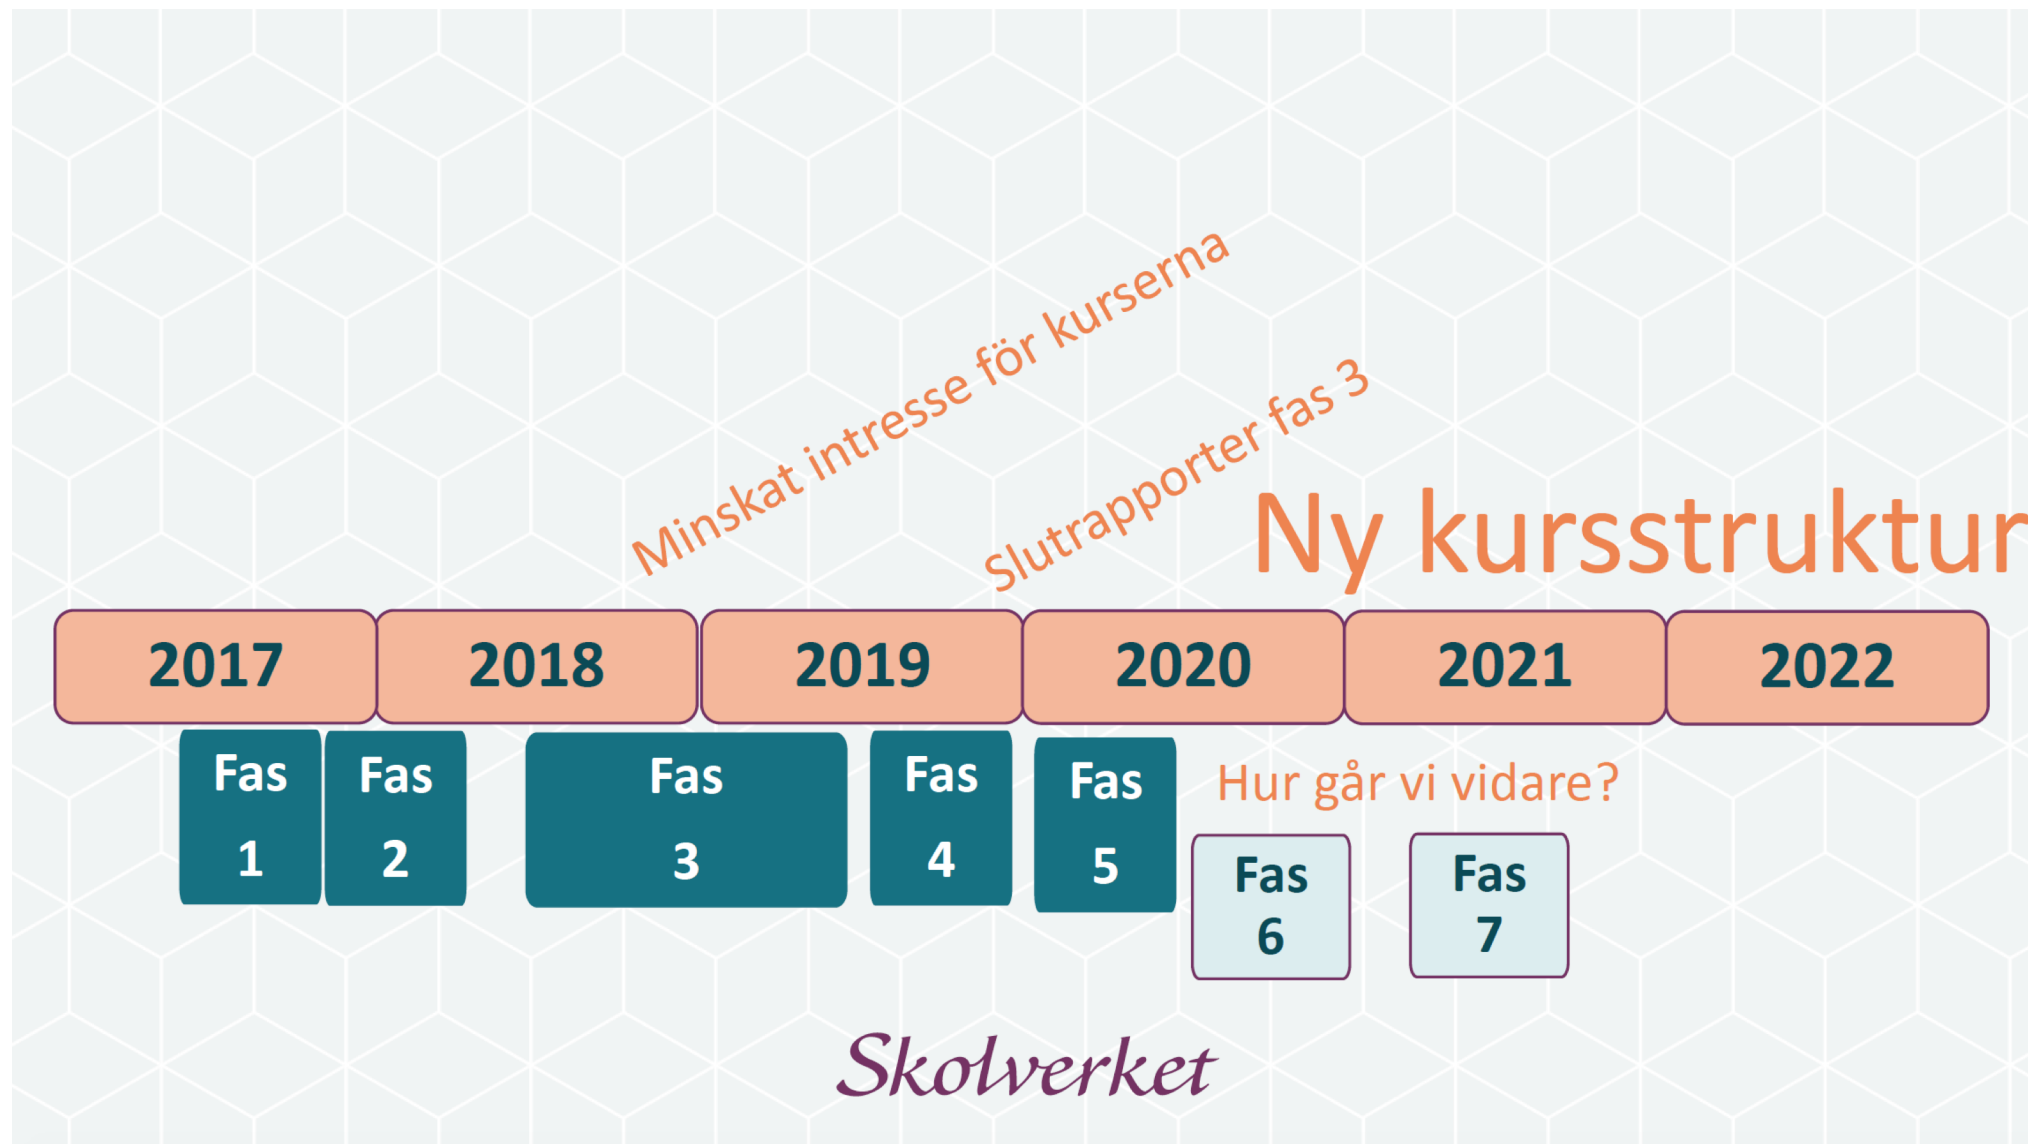 Minskat intresse för kurserna
Slutrapporter fas 3
Ny kursstruktur
2017 2018 2019 2020 2021 2022
Fas 1
Fas 2
Fas 3
Fas 4
Fas 5
Hur går vi vidare?
Fas 6
Fas 7
Skolverket